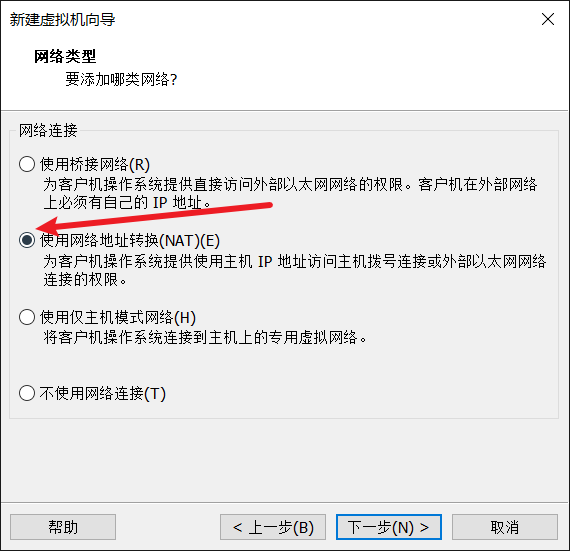 新建虚拟机向导
网络类型
要添加哪类网络?
网络连接
使用桥接网络(R)
为客户机操作系统提供直接访问外部以太网网络的权限。客户机在外部网络
上必须有自己的 IP 地址。
使用网络地址转换(NAT)(E)
为客户机操作系统提供使用主机 IP 地址访问主机拨号连接或外部以太网网络
连接的权限。
使用仅主机模式网络(H)
将客户机操作系统连接到主机上的专用虚拟网络。
不使用网络连接(T)
帮助
< 上一步(B)
下一步(N) >
取消